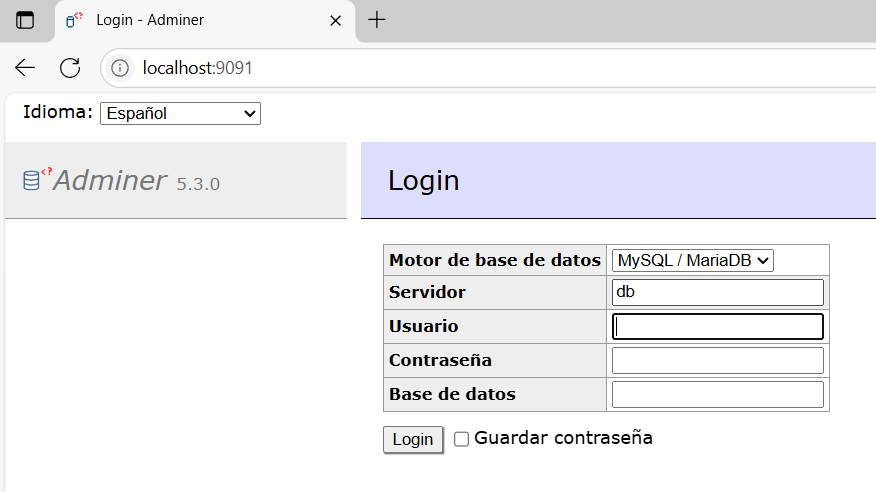 Login - Adminer
localhost:9091
Idioma: Español
Adminer 5.3.0
Login
Motor de base de datos MySQL / MariaDB
Servidor db
Usuario
Contraseña
Base de datos
Login Guardar contraseña